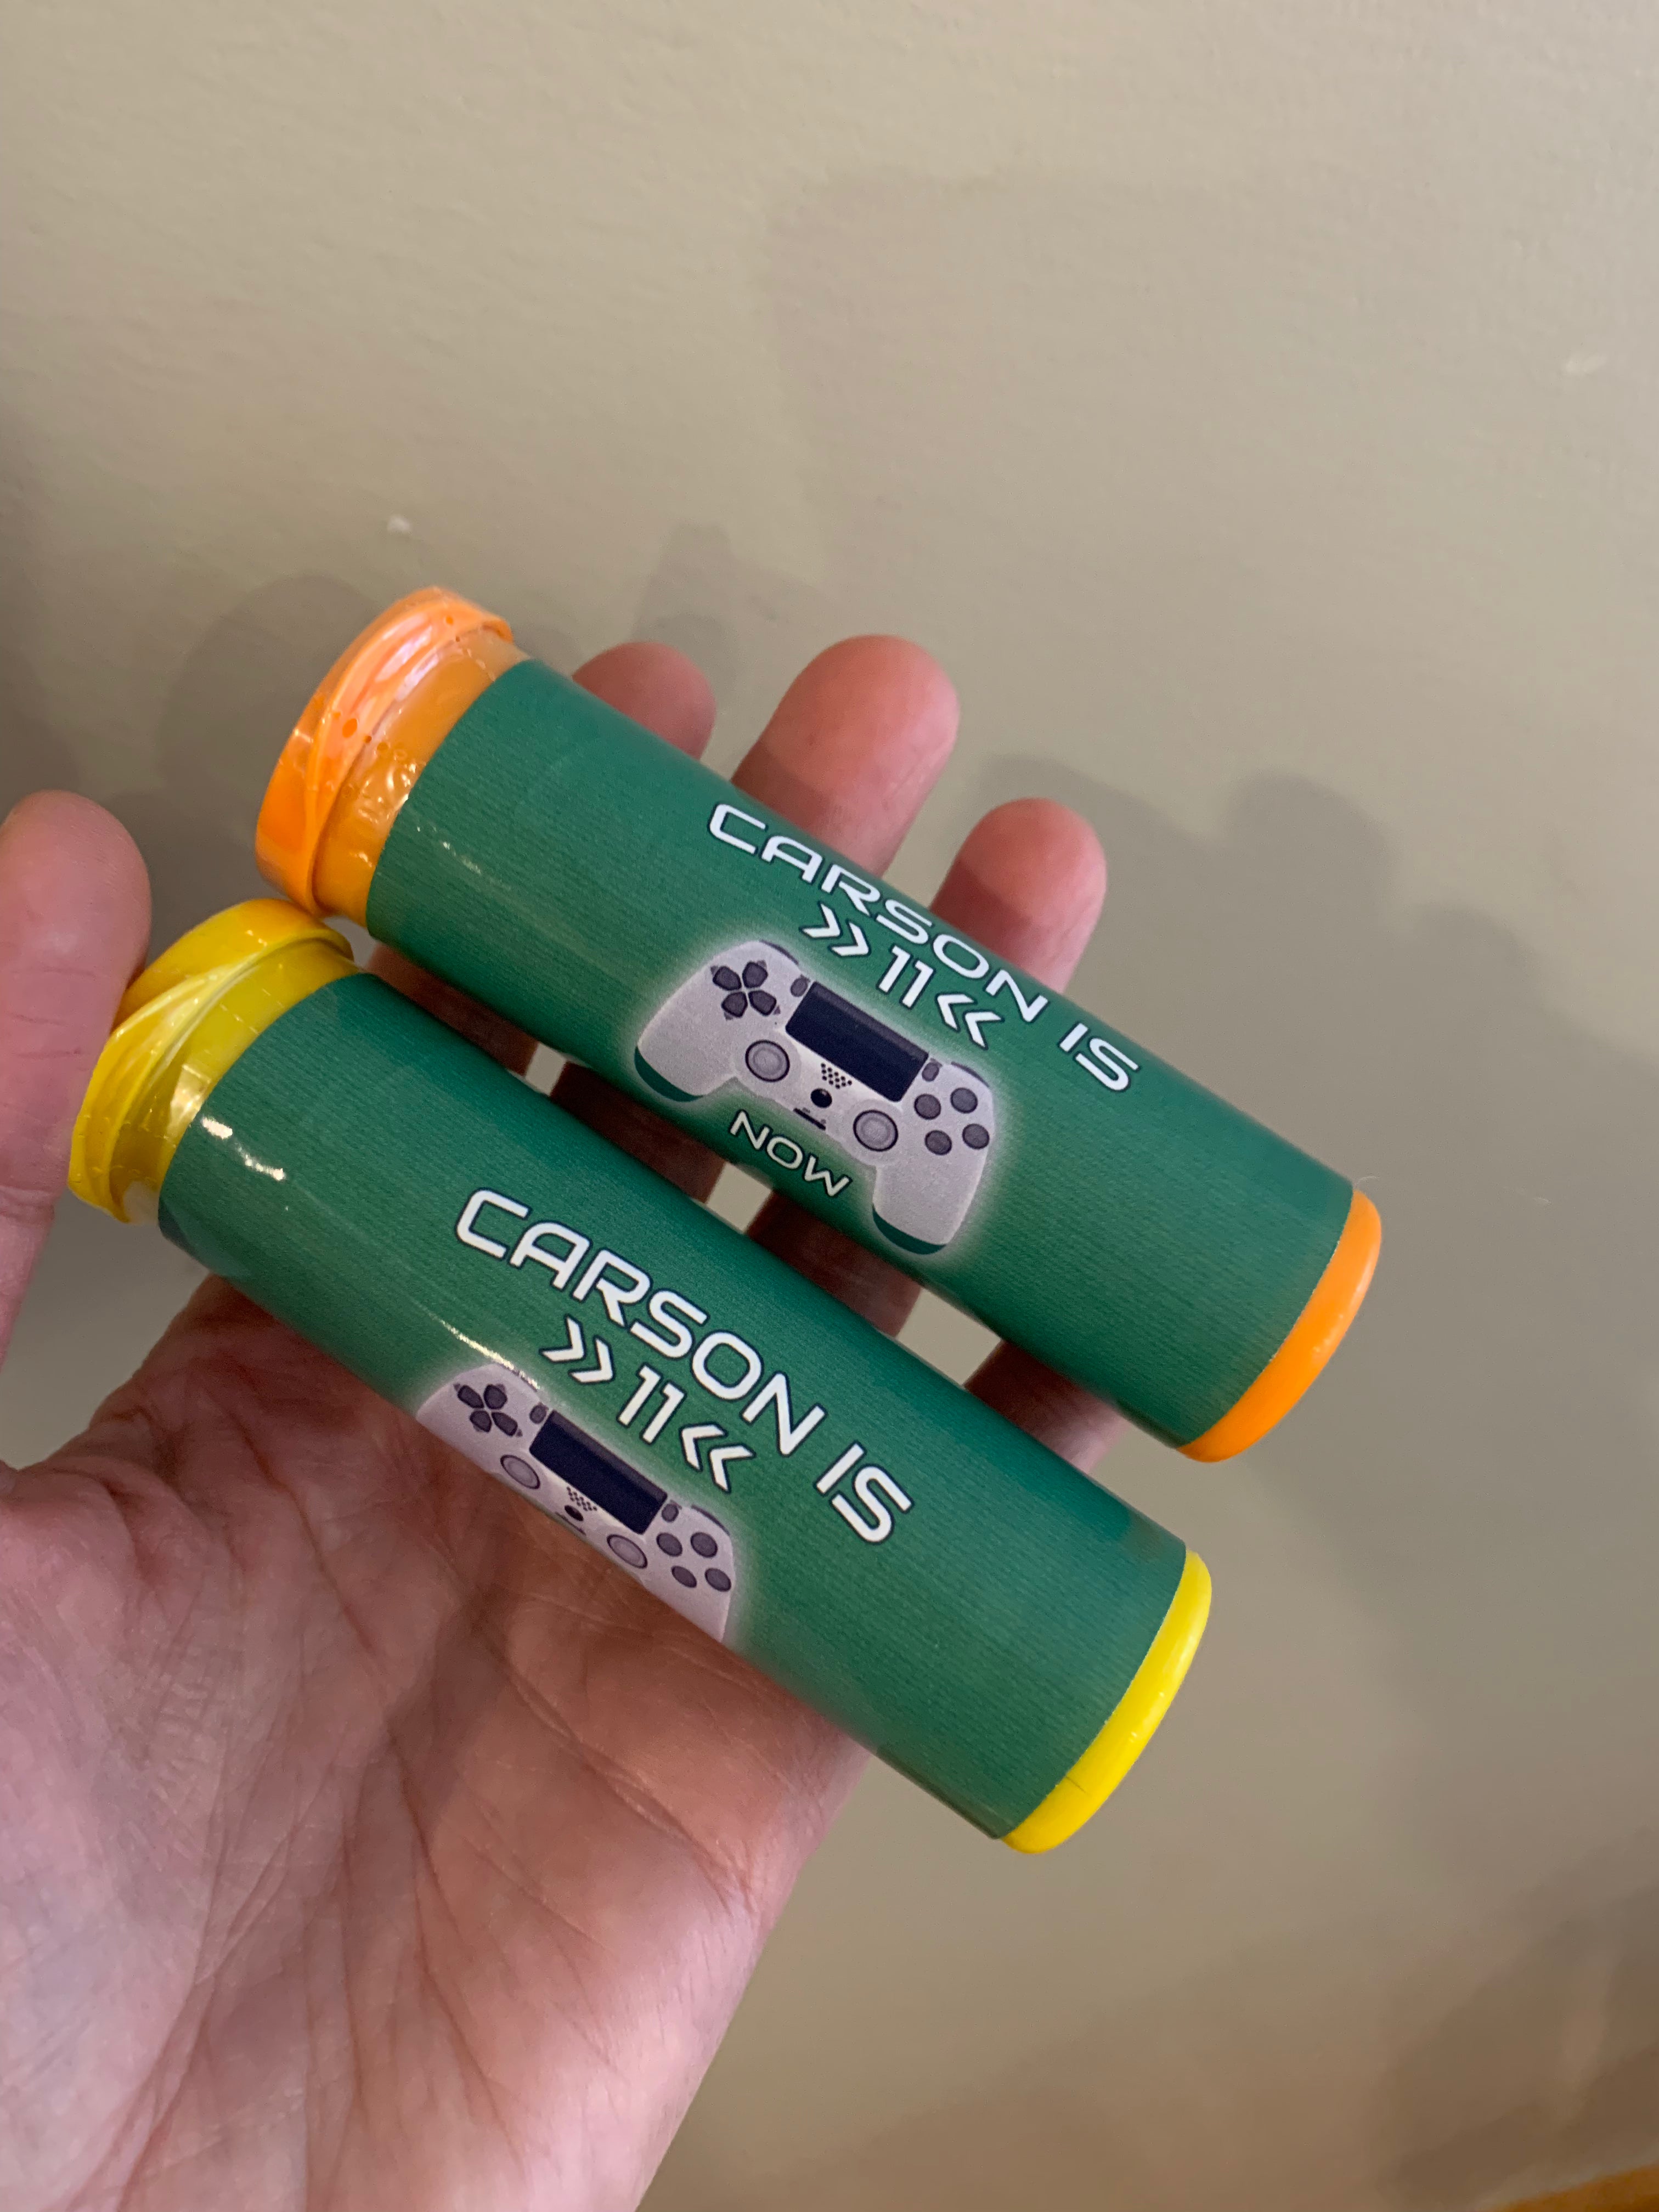 CARSON IS
>> 11 <<
NOW
CARSON IS
>> 11 <<